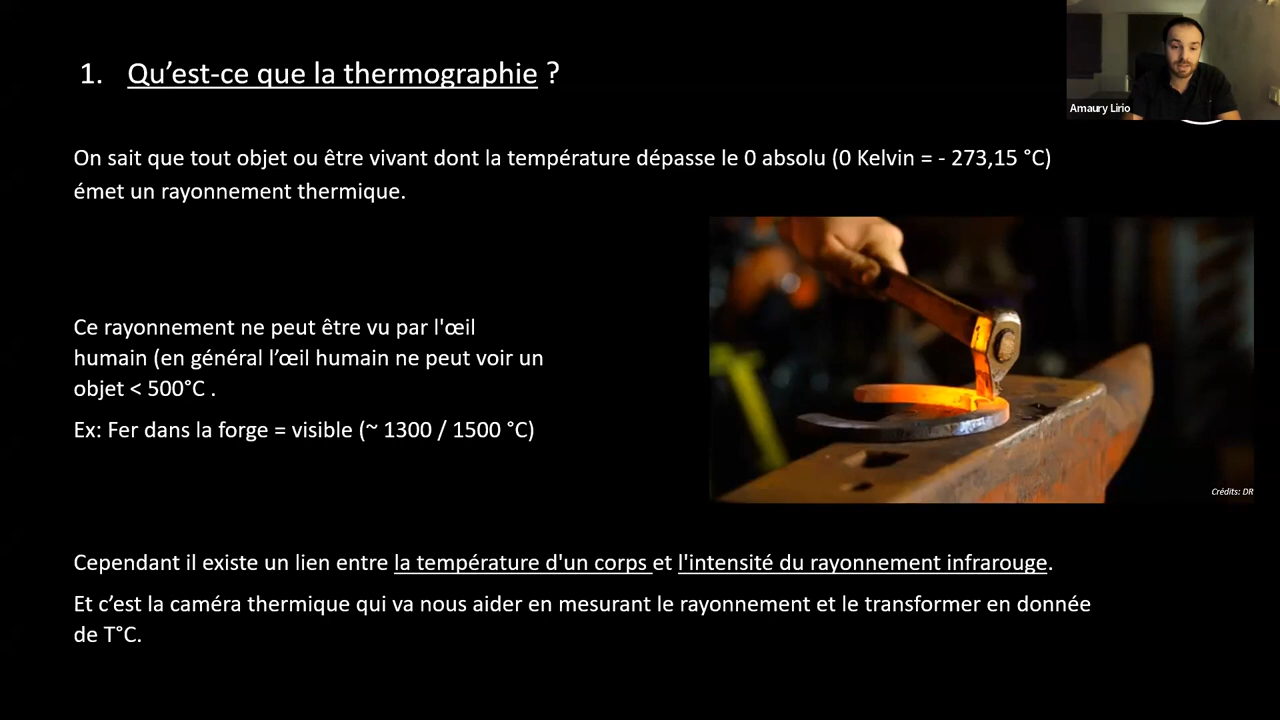 1. Qu'est-ce que la thermographie ?
Amaury Lirio
On sait que tout objet ou être vivant dont la température dépasse le 0 absolu (0 Kelvin = - 273,15 °C)
émet un rayonnement thermique.
Ce rayonnement ne peut être vu par l'œil
humain (en général l’œil humain ne peut voir un
objet < 500°C .
Ex: Fer dans la forge = visible (~ 1300 / 1500 °C)
Crédits: DR
Cependant il existe un lien entre la température d'un corps et l'intensité du rayonnement infrarouge.
Et c’est la caméra thermique qui va nous aider en mesurant le rayonnement et le transformer en donnée
de T°C.